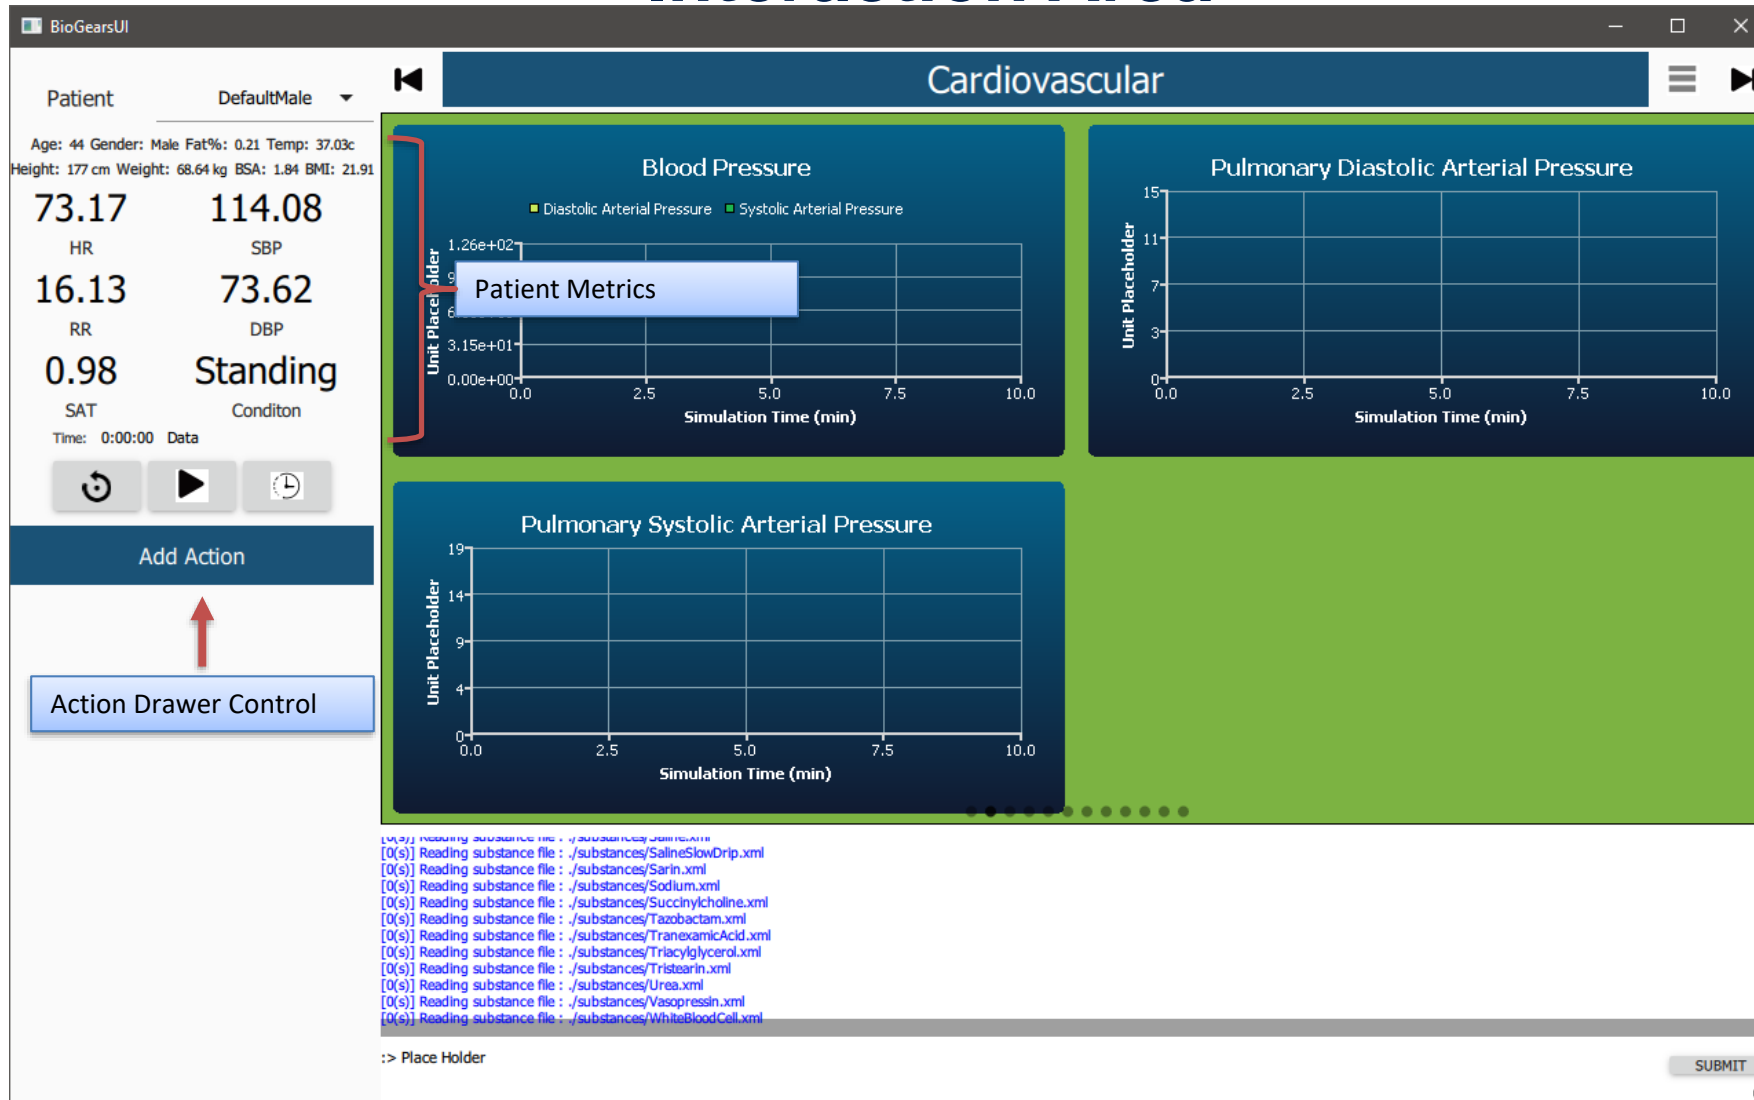 Interaction Area
BioGearsUI
Patient DefaultMale
Age: 44 Gender: Male Fat%: 0.21 Temp: 37.03c
Height: 177 cm Weight: 68.64 kg BSA: 1.84 BMI: 21.91
73.17 114.08
HR SBP
16.13 73.62
RR DBP
0.98 Standing
SAT Conditon
Time: 0:00:00 Data
Add Action
Action Drawer Control
Cardiovascular
Blood Pressure
Diastolic Arterial Pressure Systolic Arterial Pressure
Unit Placeholder
1.26e+02
3.15e+01
0.00e+00
0.0 2.5 5.0 7.5 10.0
Simulation Time (min)
Patient Metrics
Pulmonary Diastolic Arterial Pressure
Unit Placeholder
15
11
7
3
0
0.0 2.5 5.0 7.5 10.0
Simulation Time (min)
Pulmonary Systolic Arterial Pressure
Unit Placeholder
19
14
9
4
0
0.0 2.5 5.0 7.5 10.0
Simulation Time (min)
[0(s)] Reading substance file : ./substances/Saline.xml
[0(s)] Reading substance file : ./substances/SalineSlowDrip.xml
[0(s)] Reading substance file : ./substances/Sarin.xml
[0(s)] Reading substance file : ./substances/Sodium.xml
[0(s)] Reading substance file : ./substances/Succinylcholine.xml
[0(s)] Reading substance file : ./substances/Tazobactam.xml
[0(s)] Reading substance file : ./substances/TranexamicAcid.xml
[0(s)] Reading substance file : ./substances/Triacylglycerol.xml
[0(s)] Reading substance file : ./substances/Tristearin.xml
[0(s)] Reading substance file : ./substances/Urea.xml
[0(s)] Reading substance file : ./substances/Vasopressin.xml
[0(s)] Reading substance file : ./substances/WhiteBloodCell.xml
:> Place Holder
SUBMIT